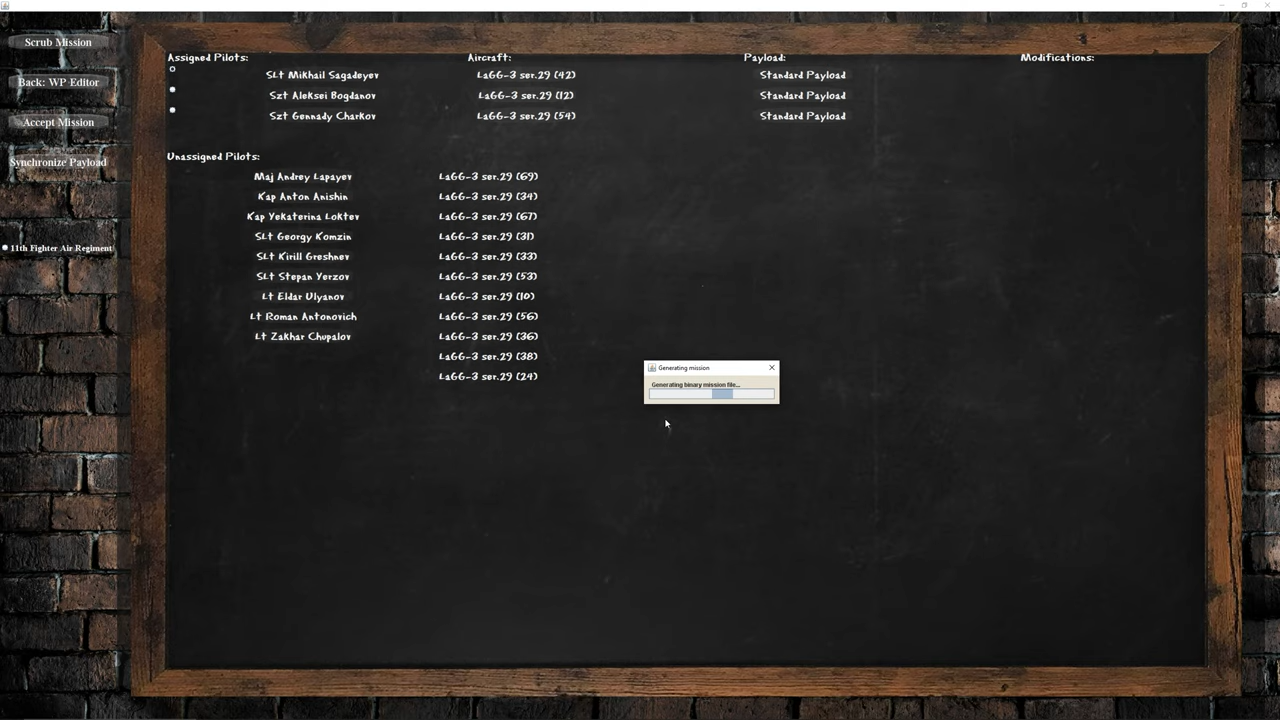 Scrub Mission
Back: WP Editor
Accept Mission
Synchronize Payload
11th Fighter Air Regiment
Assigned Pilots: Aircraft: Payload: Modifications:
SLt Mikhail Sagadeyev LaGG-3 ser.29 (42) Standard Payload
Szt Aleksei Bogdanov LaGG-3 ser.29 (12) Standard Payload
Szt Gennady Charkov LaGG-3 ser.29 (54) Standard Payload
Unassigned Pilots:
Maj Andrey Lapayev LaGG-3 ser.29 (69)
Kap Anton Anishin LaGG-3 ser.29 (34)
Kap Yekaterina Loktev LaGG-3 ser.29 (67)
SLt Georgy Komzin LaGG-3 ser.29 (31)
SLt Kirill Greshnev LaGG-3 ser.29 (33)
SLt Stepan Yerzov LaGG-3 ser.29 (53)
Lt Eldar Ulyanov LaGG-3 ser.29 (10)
Lt Roman Antonovich LaGG-3 ser.29 (56)
Lt Zakhar Chupalov LaGG-3 ser.29 (36)
LaGG-3 ser.29 (38)
LaGG-3 ser.29 (24)
Generating mission
Generating binary mission file...